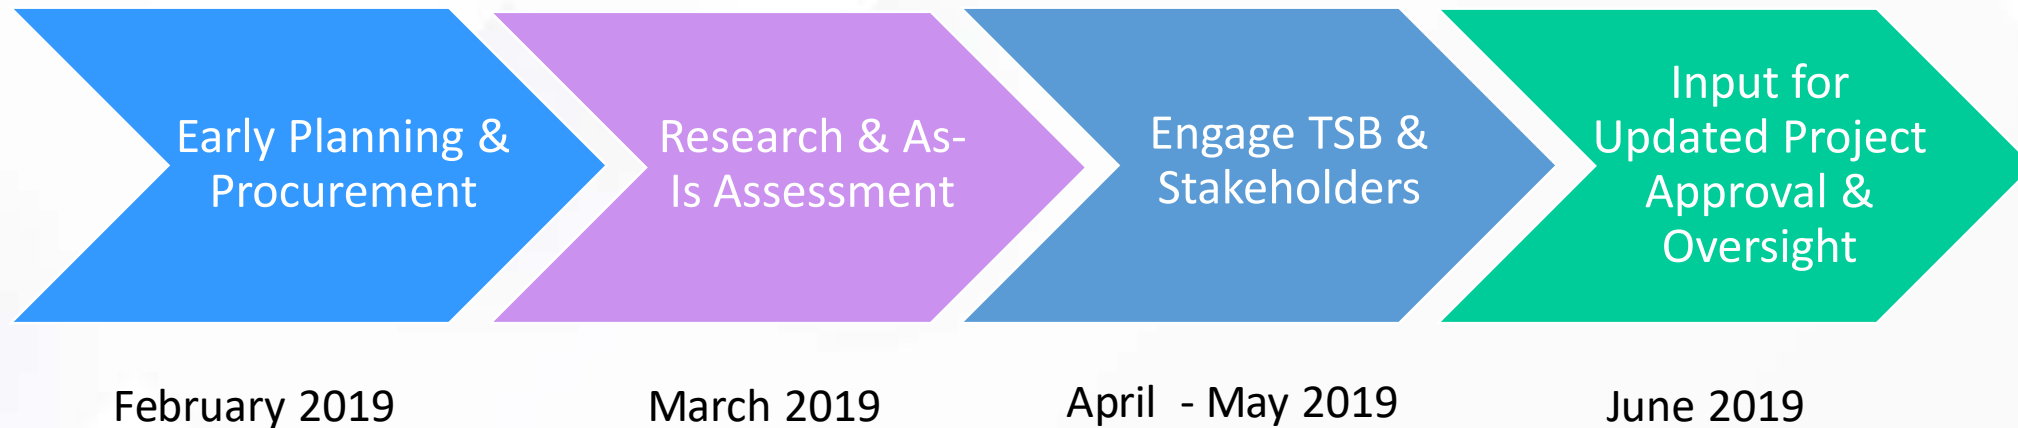 Early Planning &
Procurement
Research & As-
Is Assessment
Engage TSB &
Stakeholders
Input for
Updated Project
Approval &
Oversight
February 2019
March 2019
April  - May 2019
June 2019